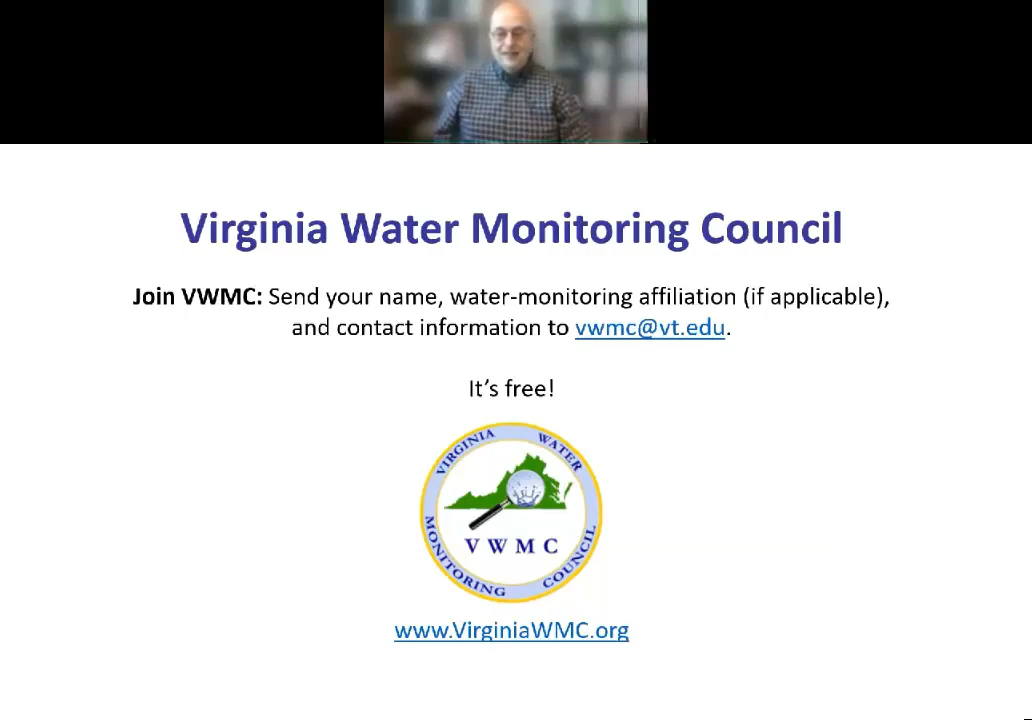 Virginia Water Monitoring Council
Join VWMC: Send your name, water-monitoring affiliation (if applicable),
and contact information to vwmc@vt.edu.
It's free!
VIRGINIA WATER
VWMC
MONITORING COUNCIL
www.VirginiaWMC.org